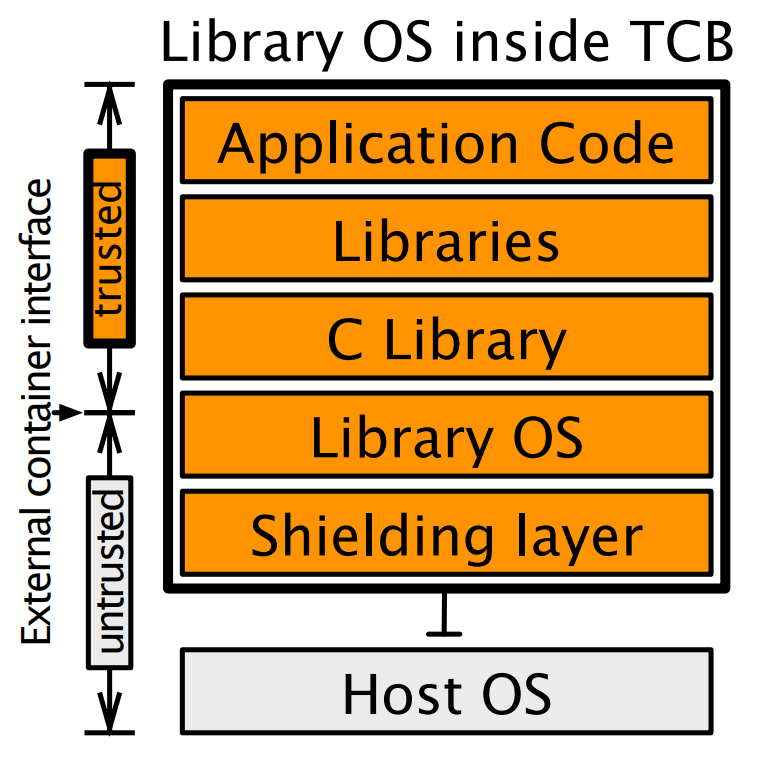 Library OS inside TCB
External container interface
trusted
untrusted
Application Code
Libraries
C Library
Library OS
Shielding layer
Host OS